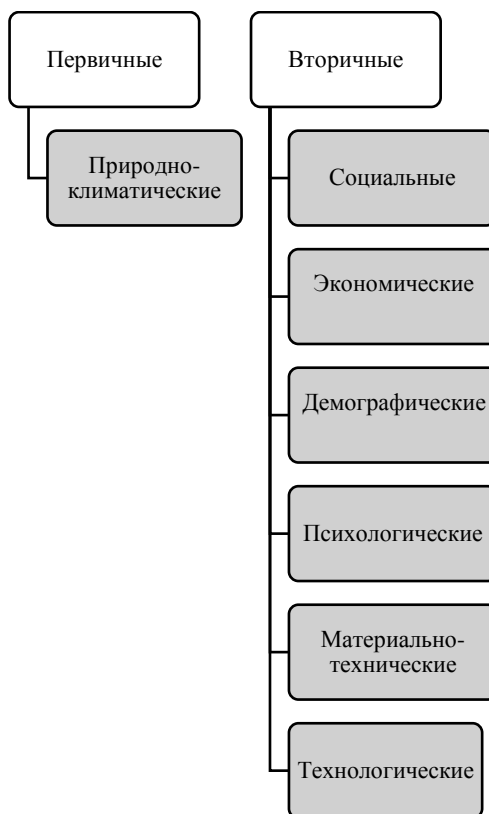 Первичные
Природно-
климатические
Вторичные
Социальные
Экономические
Демографические
Психологические
Материально-
технические
Технологические